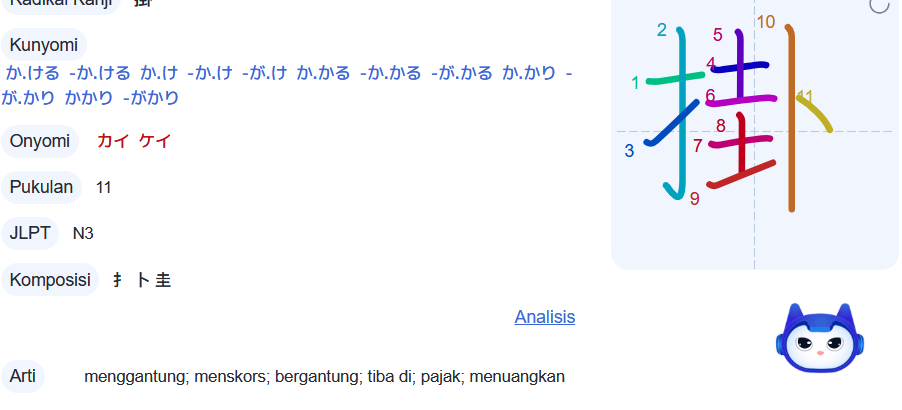 Radikal Kanji 掛
Kunyomi
か.ける -か.ける か.け -か.け -が.け か.かる -か.かる -が.かる か.かり -
が.かり かかり -がかり
Onyomi カイ ケイ
Pukulan 11
JLPT N3
Komposisi 扌 卜 圭
Analisis
Arti menggantung; menskors; bergantung; tiba di; pajak; menuangkan
1
2
3
4
5
6
7
8
9
10
11